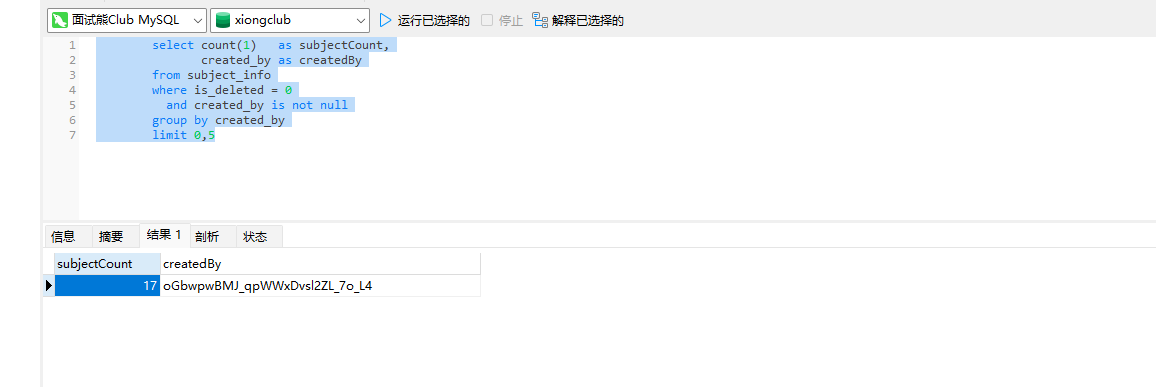 面试能Club MySQL xiongclub 运行已选择的 停止 解释已选择的
1 select count(1) as subjectCount,
2 created_by as createdBy
3 from subject_info
4 where is_deleted = 0
5 and created_by is not null
6 group by created_by
7 limit 0,5
信息 摘要 结果 1 剖析 状态
subjectCount createdBy
17 oGbwpwBMJ_qpWWxDvsl2ZL_7o_L4